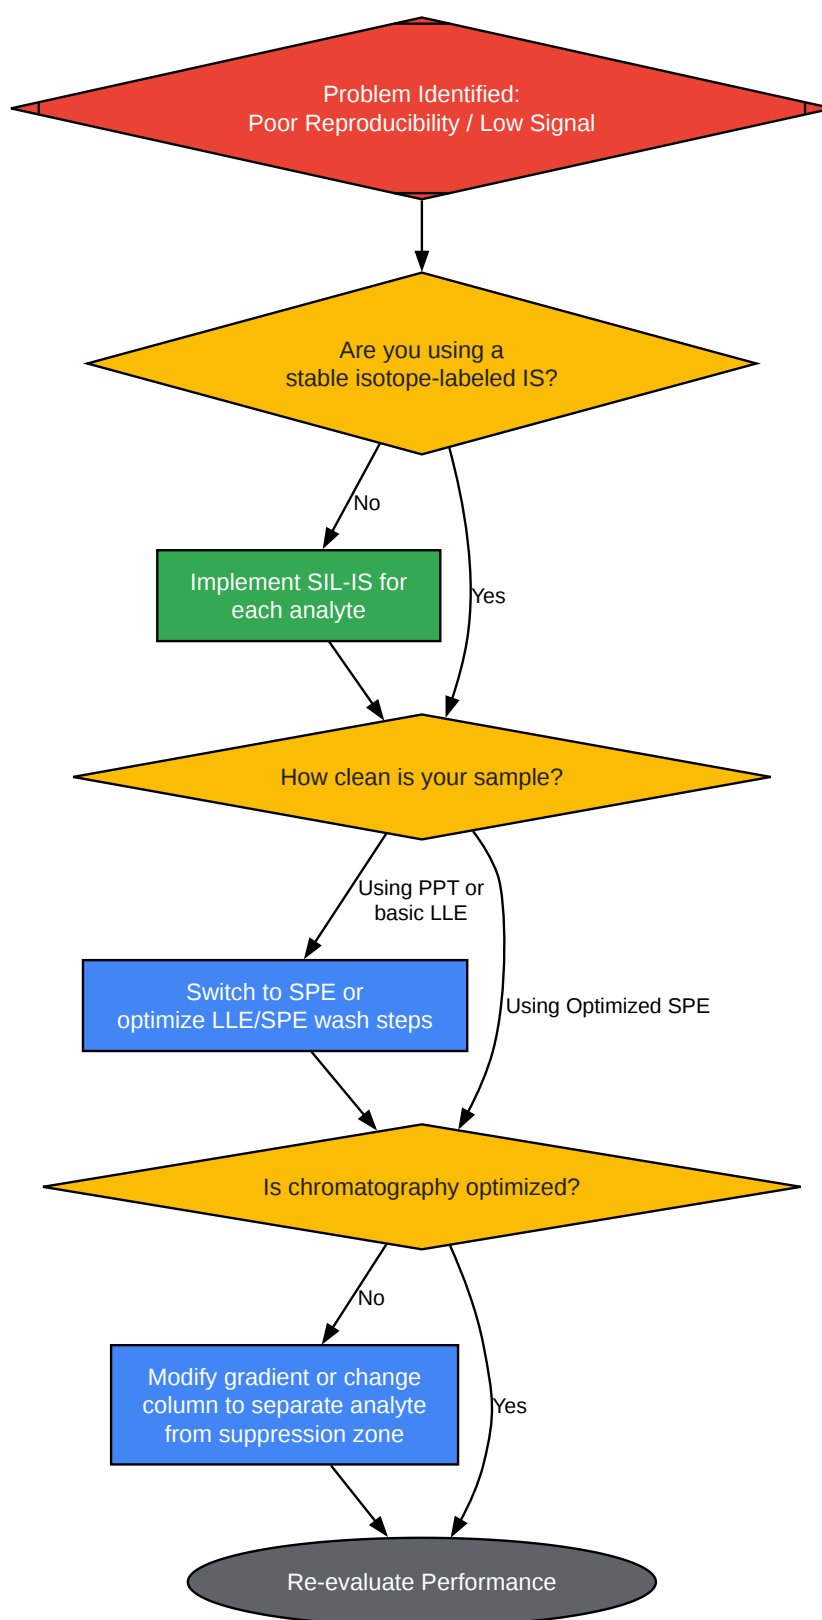 Problem Identified:
Poor Reproducibility / Low Signal
Are you using a
stable isotope-labeled IS?
No
Implement SIL-IS for
each analyte
Yes
How clean is your sample?
Using PPT or
basic LLE
Switch to SPE or
optimize LLE/SPE wash steps
Using Optimized SPE
Is chromatography optimized?
No
Modify gradient or change
column to separate analyte
from suppression zone
Yes
Re-evaluate Performance